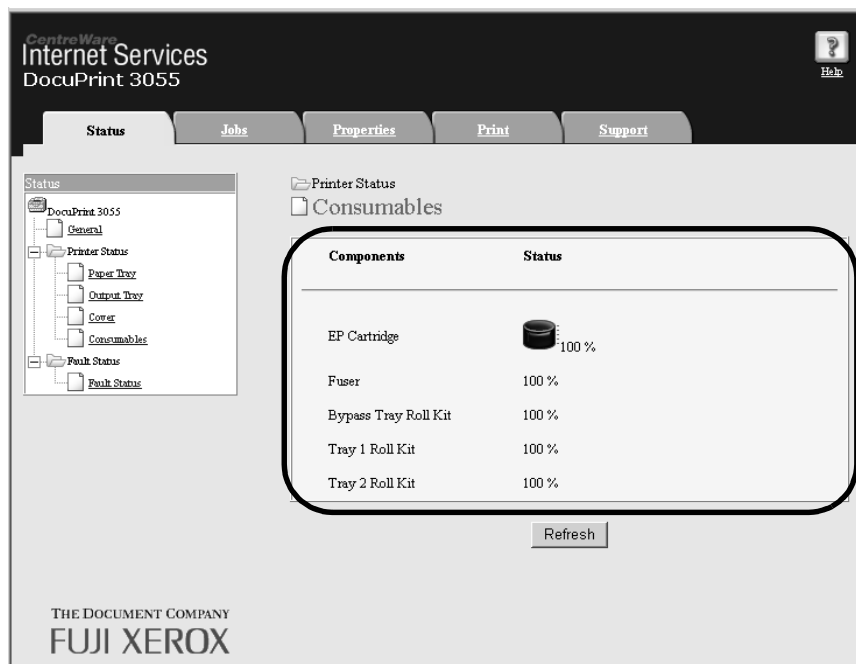 CentreWare
Internet Services
DocuPrint 3055
?
Help
Status
Jobs
Properties
Print
Support
Status
DocuPrint 3055
General
Printer Status
Paper Tray
Output Tray
Cover
Consumables
Fault Status
Fault Status
Printer Status
Consumables
Components Status
EP Cartridge 100 %
Fuser 100 %
Bypass Tray Roll Kit 100 %
Tray 1 Roll Kit 100 %
Tray 2 Roll Kit 100 %
Refresh
THE DOCUMENT COMPANY
FUJI XEROX